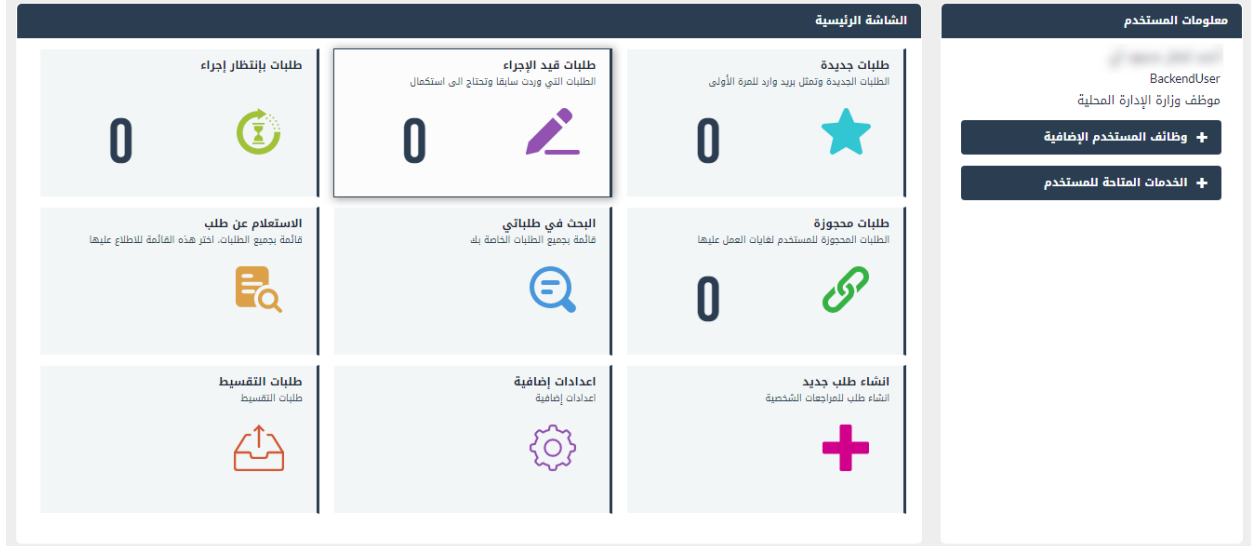 معلومات المستخدم
BackendUser
موظف وزارة الإدارة المحلية
+ وظائف المستخدم الإضافية
+ الخدمات المتاحة للمستخدم
الشاشة الرئيسية
طلبات جديدة
الطلبات الجديدة وتمثل بريد وارد للمرة الأولى
0
طلبات قيد الإجراء
الطلبات التي وردت سابقا وتحتاج الى استكمال
0
طلبات بإنتظار إجراء
0
طلبات محجوزة
الطلبات المحجوزة للمستخدم لغايات العمل عليها
0
البحث في طلباتي
قائمة بجميع الطلبات الخاصة بك
الاستعلام عن طلب
قائمة بجميع الطلبات، اختر هذه القائمة للاطلاع عليها
انشاء طلب جديد
انشاء طلب للمراجعات الشخصية
اعدادات إضافية
اعدادات إضافية
طلبات التقسيط
طلبات التقسيط